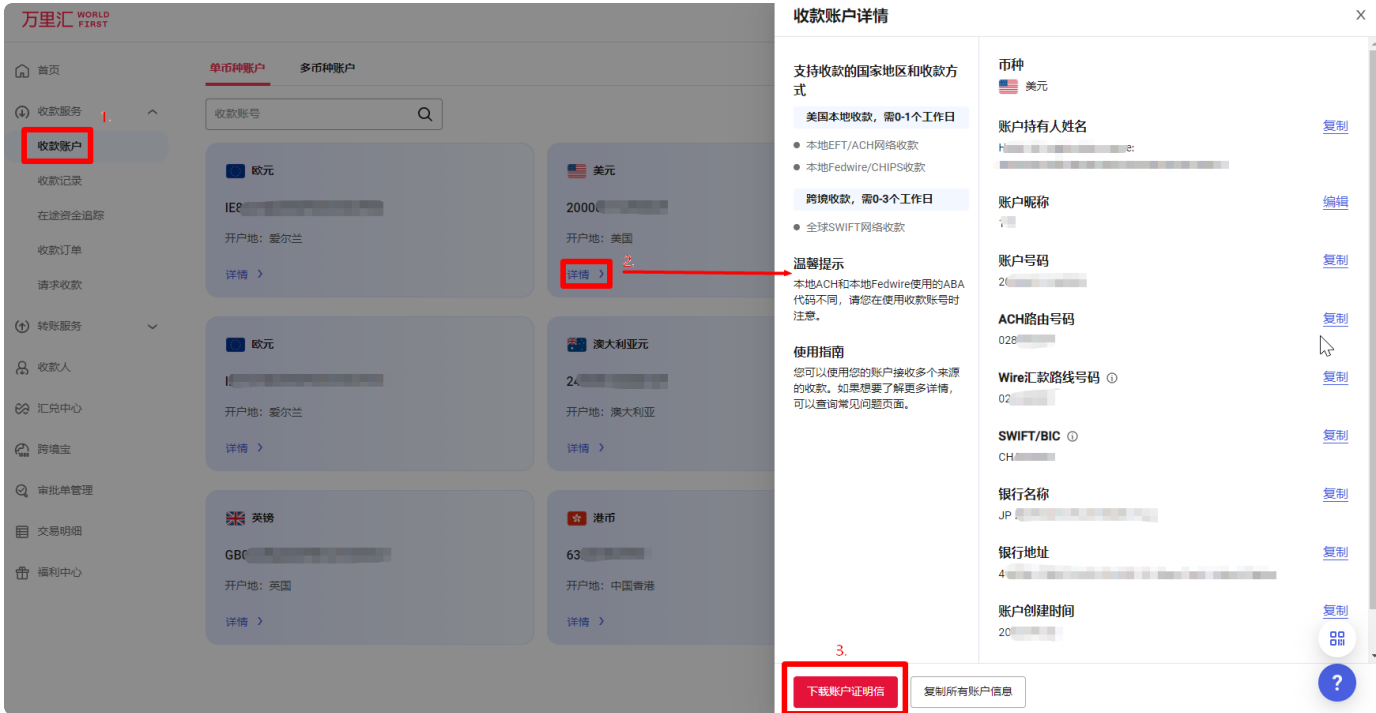 万里汇 WORLD FIRST
首页
收款服务
1.
收款账户
收款记录
在途资金追踪
收款订单
请求收款
转账服务
收款人
汇兑中心
跨境宝
审批单管理
交易明细
福利中心
单币种账户 多币种账户
收款账号
欧元
IE8
开户地：爱尔兰
详情
美元
2000
开户地：美国
详情
2.
欧元
开户地：爱尔兰
详情
澳大利亚元
24
开户地：澳大利亚
详情
英镑
GB0
开户地：英国
详情
港币
63
开户地：中国香港
详情
收款账户详情
X
支持收款的国家地区和收款方
式
美国本地收款，需0-1个工作日
本地EFT/ACH网络收款
本地Fedwire/CHIPS收款
跨境收款，需0-3个工作日
全球SWIFT网络收款
温馨提示
本地ACH和本地Fedwire使用的ABA
代码不同，请您在使用收款账号时
注意。
使用指南
您可以使用您的账户接收多个来源
的收款。如果想要了解更多详情，
可以查询常见问题页面。
币种
美元
账户持有人姓名 复制
账户昵称 编辑
账户号码 复制
20
ACH路由号码 复制
028
Wire汇款路线号码 复制
02
SWIFT/BIC 复制
CH
银行名称 复制
JP
银行地址 复制
4
账户创建时间 复制
20
3.
下载账户证明信
复制所有账户信息
?